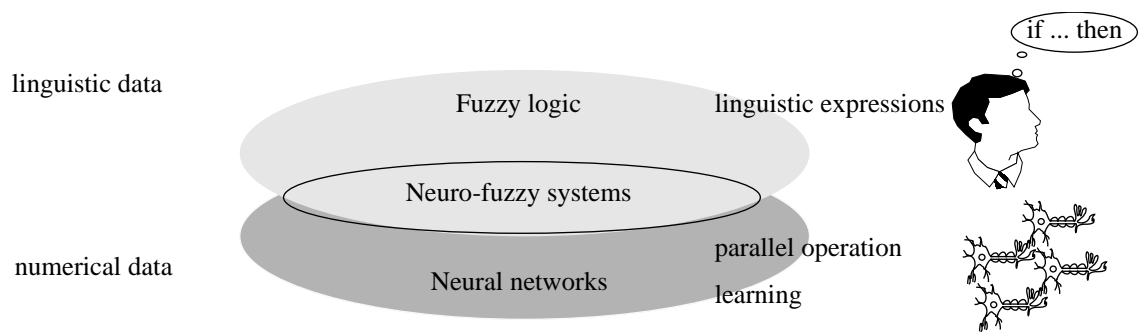 if ... then
linguistic data
Fuzzy logic
linguistic expressions
Neuro-fuzzy systems
parallel operation
numerical data
Neural networks
learning